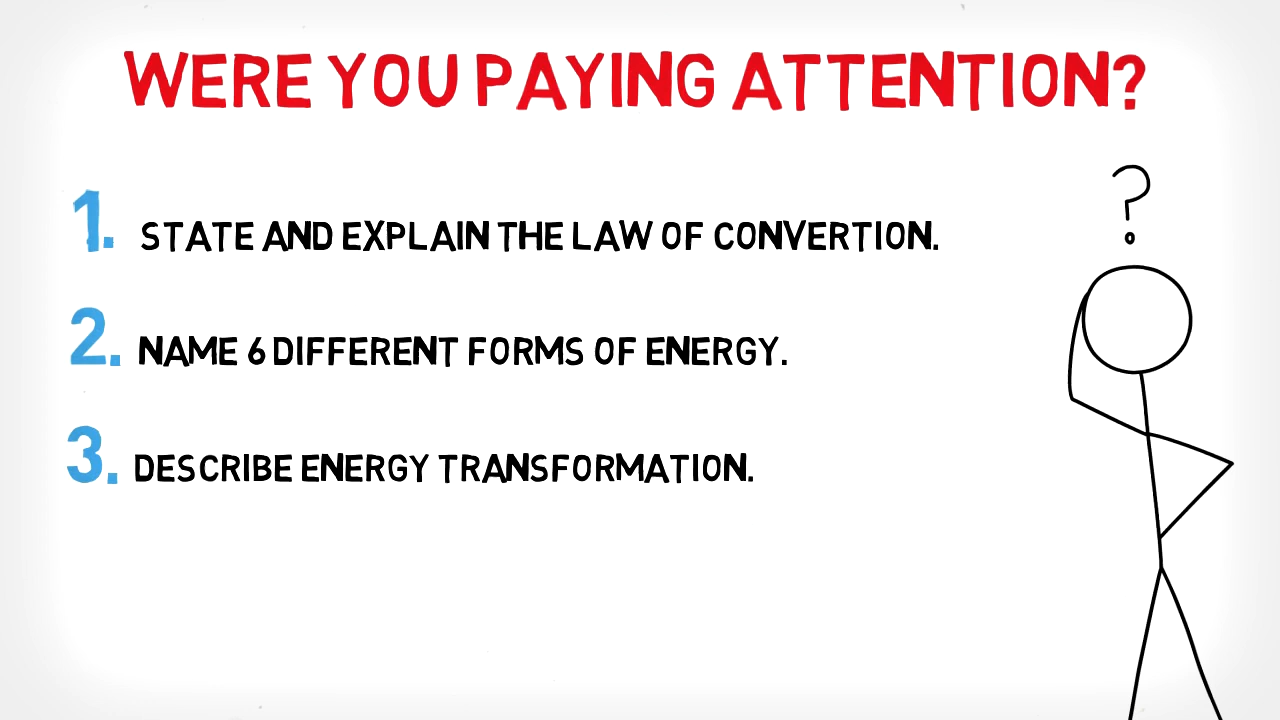 WERE YOU PAYING ATTENTION?
1. STATE AND EXPLAIN THE LAW OF CONVERTION.
2. NAME 6 DIFFERENT FORMS OF ENERGY.
3. DESCRIBE ENERGY TRANSFORMATION.
?